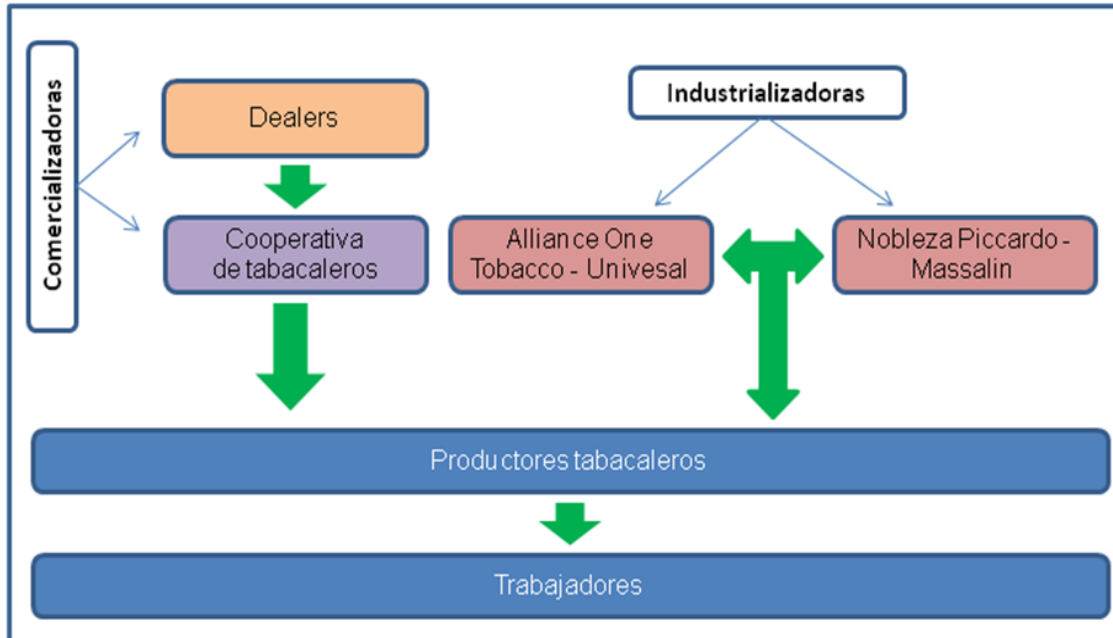 Comercializadoras
Dealers
Industrializadoras
Cooperativa
de tabacaleros
Alliance One
Tobacco - Univesal
Nobleza Piccardo -
Massalin
Productores tabacaleros
Trabajadores